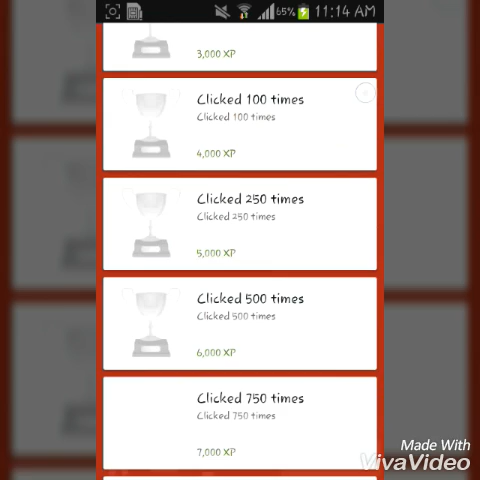 65% 11:14 AM
3,000 XP
Clicked 100 times
Clicked 100 times
4,000 XP
Clicked 250 times
Clicked 250 times
5,000 XP
Clicked 500 times
Clicked 500 times
6,000 XP
Clicked 750 times
Clicked 750 times
7,000 XP
Made With
VivaVideo